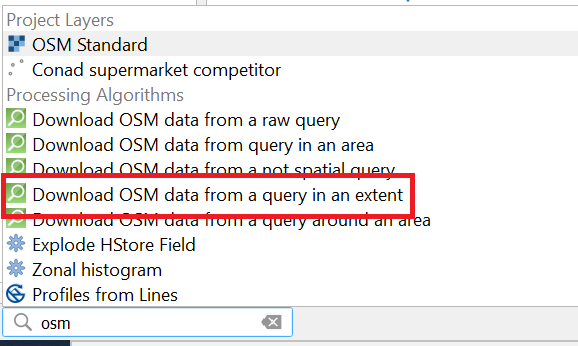 Project Layers
OSM Standard
Conad supermarket competitor
Processing Algorithms
Download OSM data from a raw query
Download OSM data from query in an area
Download OSM data from a not spatial query
Download OSM data from a query in an extent
Download OSM data from a query around an area
Explode HStore Field
Zonal histogram
Profiles from Lines
osm